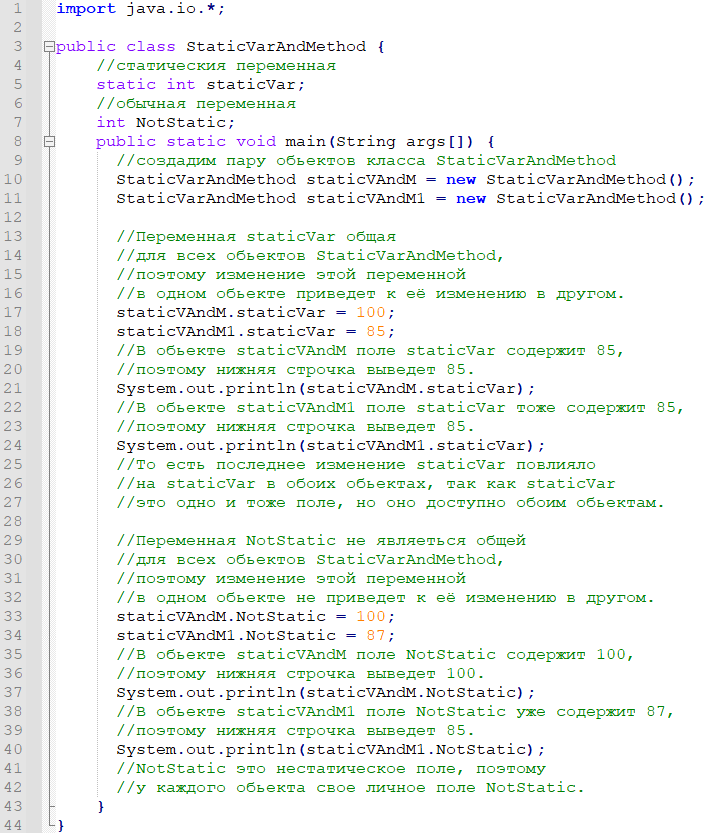 1 import java.io.*;
2
3 public class StaticVarAndMethod {
4 //статическия переменная
5 static int staticVar;
6 //обычная переменная
7 int NotStatic;
8 public static void main(String args[]) {
9 //создадим пару обьектов класса StaticVarAndMethod
10 StaticVarAndMethod staticVAndM = new StaticVarAndMethod();
11 StaticVarAndMethod staticVAndM1 = new StaticVarAndMethod();
12
13 //Переменная staticVar общая
14 //для всех обьектов StaticVarAndMethod,
15 //поэтому изменение этой переменной
16 //в одном обьекте приведет к её изменению в другом.
17 staticVAndM.staticVar = 100;
18 staticVAndM1.staticVar = 85;
19 //В обьекте staticVAndM поле staticVar содержит 85,
20 //поэтому нижняя строчка выведет 85.
21 System.out.println(staticVAndM.staticVar);
22 //В обьекте staticVAndM1 поле staticVar тоже содержит 85,
23 //поэтому нижняя строчка выведет 85.
24 System.out.println(staticVAndM1.staticVar);
25 //То есть последнее изменение staticVar повлияло
26 //на staticVar в обоих обьектах, так как staticVar
27 //это одно и тоже поле, но оно доступно обоим обьектам.
28
29 //Переменная NotStatic не являеться общей
30 //для всех обьектов StaticVarAndMethod,
31 //поэтому изменение этой переменной
32 //в одном обьекте не приведет к её изменению в другом.
33 staticVAndM.NotStatic = 100;
34 staticVAndM1.NotStatic = 87;
35 //В обьекте staticVAndM поле NotStatic содержит 100,
36 //поэтому нижняя строчка выведет 100.
37 System.out.println(staticVAndM.NotStatic);
38 //В обьекте staticVAndM1 поле NotStatic уже содержит 87,
39 //поэтому нижняя строчка выведет 85.
40 System.out.println(staticVAndM1.NotStatic);
41 //NotStatic это нестатическое поле, поэтому
42 //у каждого обьекта свое личное поле NotStatic.
43 }
44 }